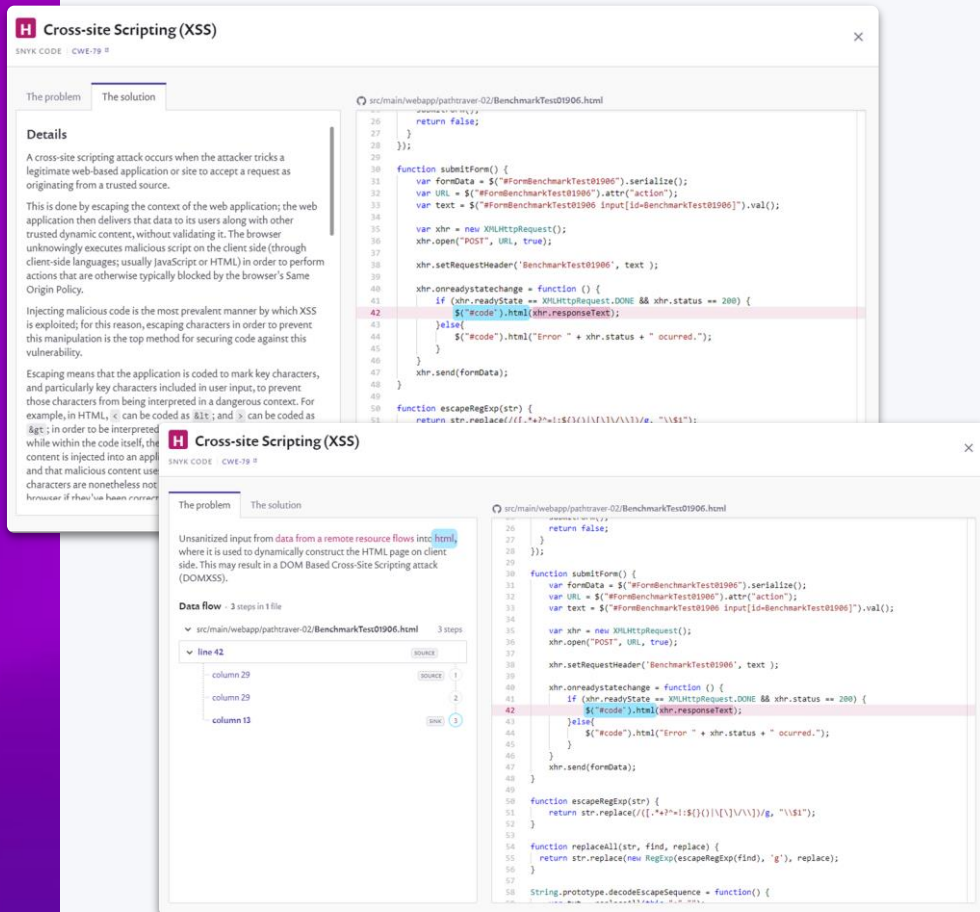 H Cross-site Scripting (XSS)
SNYK CODE | CWE-79
The problem
The solution
Details
A cross-site scripting attack occurs when the attacker tricks a
legitimate web-based application or site to accept a request as
originating from a trusted source.
This is done by escaping the context of the web application; the web
application then delivers that data to its users along with other
trusted dynamic content, without validating it. The browser
unknowingly executes malicious script on the client side (through
client-side languages; usually JavaScript or HTML) in order to perform
actions that are otherwise typically blocked by the browser's Same
Origin Policy.
Injecting malicious code is the most prevalent manner by which XSS
is exploited; for this reason, escaping characters in order to prevent
this manipulation is the top method for securing code against this
vulnerability.
Escaping means that the application is coded to mark key characters,
and particularly key characters included in user input, to prevent
those characters from being interpreted in a dangerous context. For
example, in HTML, < can be coded as &lt ; and > can be coded as
&gt ; in order to be interpreted
while within the code itself, the
content is injected into an appl
and that malicious content use
characters are nonetheless not
browser if they've been correct
src/main/webapp/pathtraver-02/BenchmarkTest01906.html
26 return false;
27 }
28 });
29
30 function submitForm() {
31 var formData = $("#FormBenchmarkTest01906").serialize();
32 var URL = $("#FormBenchmarkTest01906").attr("action");
33 var text = $("#FormBenchmarkTest01906 input[id=BenchmarkTest01906]").val();
34
35 var xhr = new XMLHttpRequest();
36 xhr.open("POST", URL, true);
37
38 xhr.setRequestHeader('BenchmarkTest01906', text );
39
40 xhr.onreadystatechange = function () {
41 if (xhr.readyState == XMLHttpRequest.DONE && xhr.status == 200) {
42 $("#code").html(xhr.responseText);
43 }else{
44 $("#code").html("Error " + xhr.status + " ocurred.");
45 }
46 }
47 xhr.send(formData);
48 }
49
50 function escapeRegExp(str) {
H Cross-site Scripting (XSS)
SNYK CODE | CWE-79
The problem
The solution
Unsanitized input from data from a remote resource flows into html,
where it is used to dynamically construct the HTML page on client
side. This may result in a DOM Based Cross-Site Scripting attack
(DOMXSS).
Data flow - 3 steps in 1 file
src/main/webapp/pathtraver-02/BenchmarkTest01906.html 3 steps
line 42 SOURCE
column 29 SOURCE 1
column 29 2
column 13 SINK 3
src/main/webapp/pathtraver-02/BenchmarkTest01906.html
26 return false;
27 }
28 });
29
30 function submitForm() {
31 var formData = $("#FormBenchmarkTest01906").serialize();
32 var URL = $("#FormBenchmarkTest01906").attr("action");
33 var text = $("#FormBenchmarkTest01906 input[id=BenchmarkTest01906]").val();
34
35 var xhr = new XMLHttpRequest();
36 xhr.open("POST", URL, true);
37
38 xhr.setRequestHeader('BenchmarkTest01906', text );
39
40 xhr.onreadystatechange = function () {
41 if (xhr.readyState == XMLHttpRequest.DONE && xhr.status == 200) {
42 $("#code").html(xhr.responseText);
43 }else{
44 $("#code").html("Error " + xhr.status + " ocurred.");
45 }
46 }
47 xhr.send(formData);
48 }
49
50 function escapeRegExp(str) {
51 return str.replace(/([.*+?^=!:${}()|\[\]\/\\])/g, "\\$1");
52 }
53
54 function replaceAll(str, find, replace) {
55 return str.replace(new RegExp(escapeRegExp(find), 'g'), replace);
56 }
57
58 String.prototype.decodeEscapeSequence = function() {